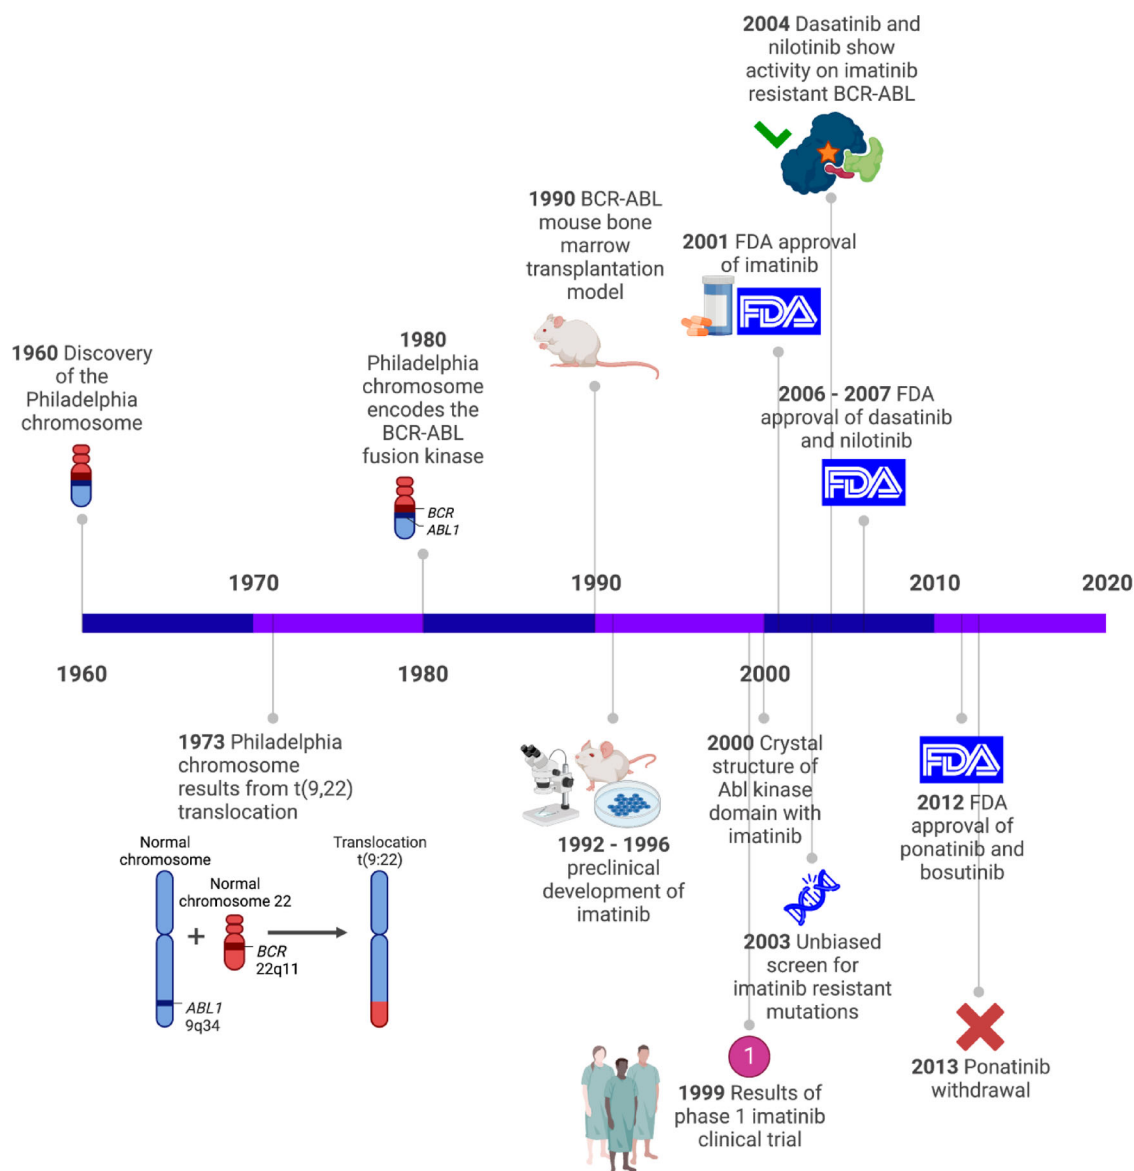 2004 Dasatinib and
nilotinib show
activity on imatinib
resistant BCR-ABL
1990 BCR-ABL
mouse bone
marrow
transplantation
model
2001 FDA approval
of imatinib
FDA
1960 Discovery
of the
Philadelphia
chromosome
1980
Philadelphia
chromosome
encodes the
BCR-ABL
fusion kinase
BCR
ABL1
2006 - 2007 FDA
approval of dasatinib
and nilotinib
FDA
1970
1990
2010
2020
1960
1980
2000
1973 Philadelphia
chromosome
results from t(9,22)
translocation
Normal
chromosome
Normal
chromosome 22
+
BCR
22q11
ABL1
9q34
Translocation
t(9:22)
1992 - 1996
preclinical
development of
imatinib
2000 Crystal
structure of
Abl kinase
domain with
imatinib
2003 Unbiased
screen for
imatinib resistant
mutations
1
1999 Results of
phase 1 imatinib
clinical trial
FDA
2012 FDA
approval of
ponatinib and
bosutinib
2013 Ponatinib
withdrawal